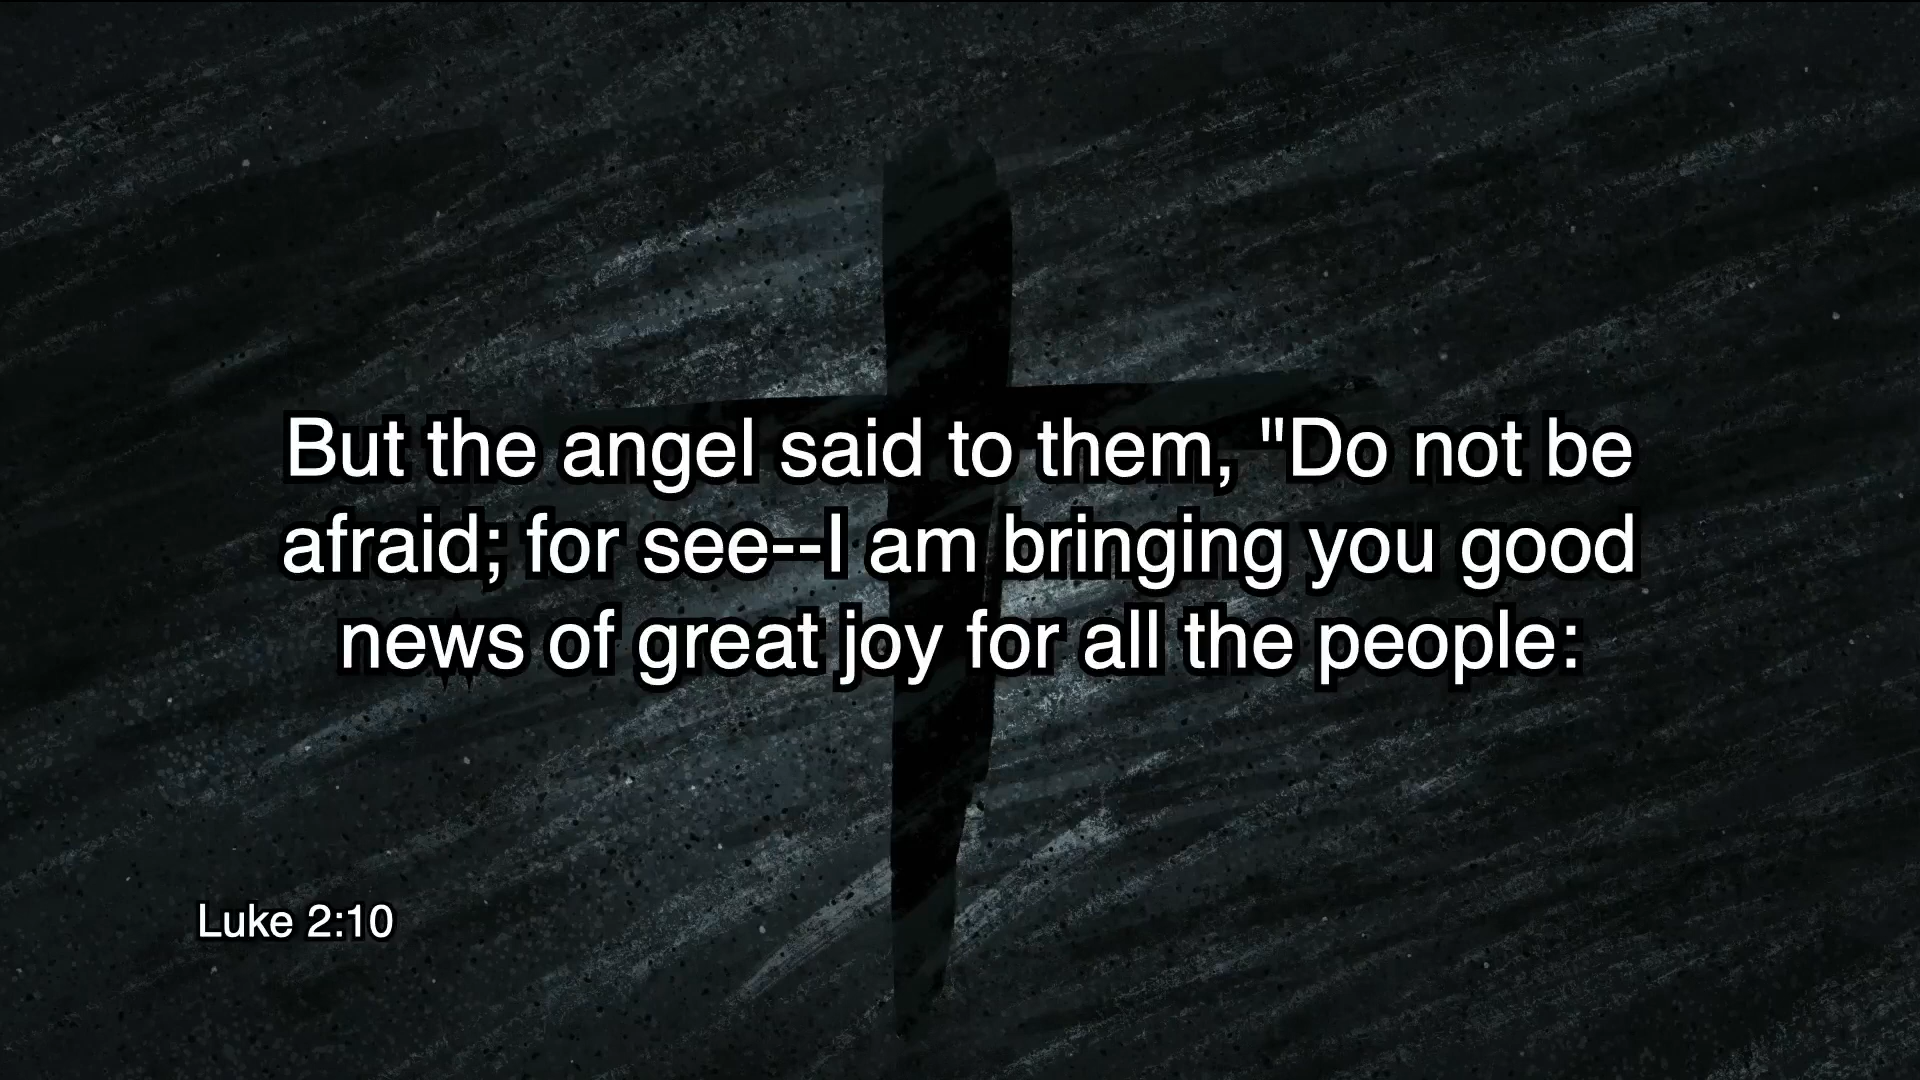 But the angel said to them, "Do not be
afraid; for see--I am bringing you good
news of great joy for all the people:
Luke 2:10